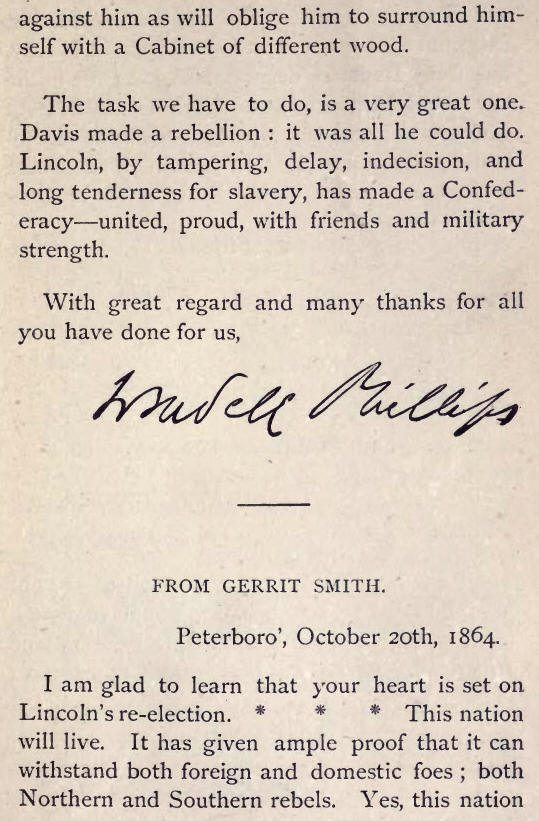 against him as will oblige him to surround him-
self with a Cabinet of different wood.
The task we have to do, is a very great one.
Davis made a rebellion : it was all he could do.
Lincoln, by tampering, delay, indecision, and
long tenderness for slavery, has made a Confed-
eracy—united, proud, with friends and military
strength.
With great regard and many thanks for all
you have done for us,
Wendell Phillips
FROM GERRIT SMITH.
Peterboro', October 20th, 1864.
I am glad to learn that your heart is set on
Lincoln's re-election. * * * This nation
will live. It has given ample proof that it can
withstand both foreign and domestic foes ; both
Northern and Southern rebels. Yes, this nation